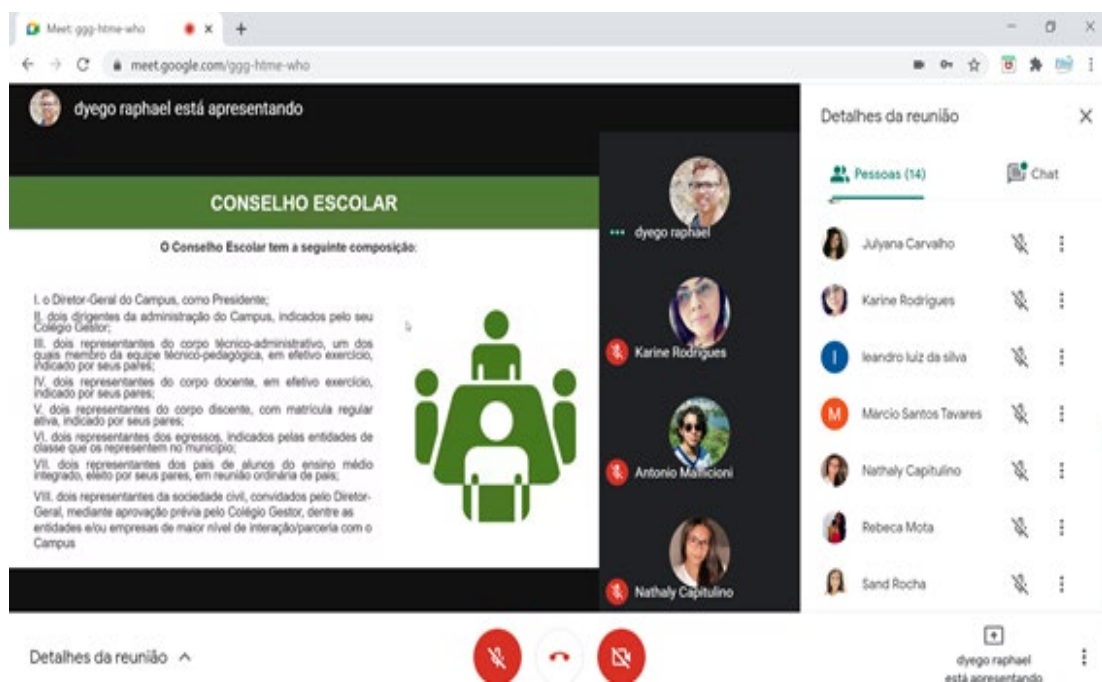 Meet: ggg-htme-who
meet.google.com/ggg-htme-who
dyego raphael está apresentando
CONSELHO ESCOLAR
O Conselho Escolar tem a seguinte composição:
I. o Diretor-Geral do Campus, como Presidente;
II. dois dirigentes da administração do Campus, indicados pelo seu
Colégio Gestor;
III. dois representantes do corpo técnico-administrativo, um dos
quais membro da equipe técnico-pedagógica, em efetivo exercício,
indicado por seus pares;
IV. dois representantes do corpo docente, em efetivo exercício,
indicado por seus pares;
V. dois representantes do corpo discente, com matrícula regular
ativa, indicado por seus pares;
VI. dois representantes dos egressos, indicados pelas entidades de
classe que os representem no município;
VII. dois representantes dos pais de alunos do ensino médio
integrado, eleito por seus pares, em reunião ordinária de pais;
VIII. dois representantes da sociedade civil, convidados pelo Diretor-
Geral, mediante aprovação prévia pelo Colégio Gestor, dentre as
entidades e/ou empresas de maior nível de interação/parceria com o
Campus
dyego raphael
Karine Rodrigues
Antonio
Nathaly Capitulino
Detalhes da reunião
Pessoas (14)
Chat
Julyana Carvalho
Karine Rodrigues
leandro luiz da silva
Marcio Santos Tavares
Nathaly Capitulino
Rebeca Mota
Sand Rocha
Detalhes da reunião
dyego raphael
está apresentando